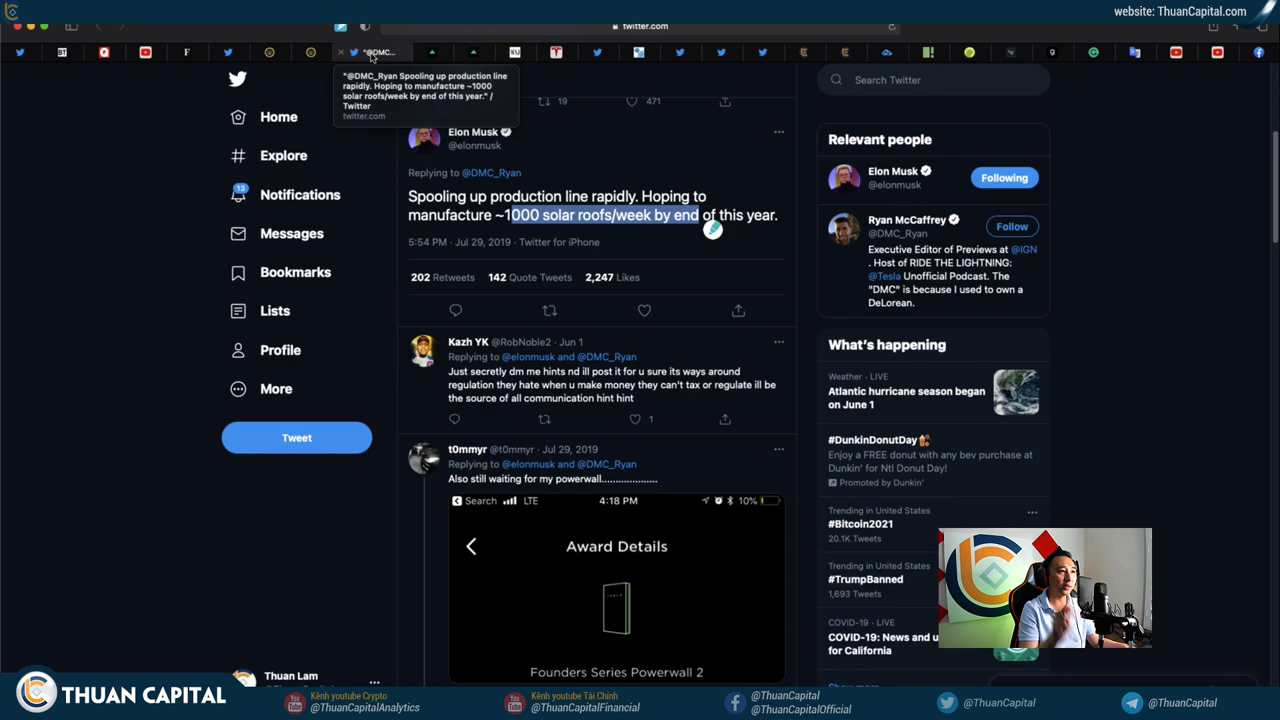 website: ThuanCapital.com
twitter.com
"@DMC...
"@DMC_Ryan Spooling up production line
rapidly. Hoping to manufacture ~1000
solar roofs/week by end of this year." /
Twitter
twitter.com
Home
Explore
13
Notifications
Messages
Bookmarks
Lists
Profile
More
Tweet
Thuan Lam
19
471
Elon Musk
@elonmusk
Replying to @DMC_Ryan
Spooling up production line rapidly. Hoping to
manufacture ~1000 solar roofs/week by end of this year.
5:54 PM · Jul 29, 2019 · Twitter for iPhone
202 Retweets 142 Quote Tweets 2,247 Likes
Kazh YK @RobNoble2 · Jun 1
Replying to @elonmusk and @DMC_Ryan
Just secretly dm me hints nd ill post it for u sure its ways around
regulation they hate when u make money they can't tax or regulate ill be
the source of all communication hint hint
1
t0mmyr @t0mmyr · Jul 29, 2019
Replying to @elonmusk and @DMC_Ryan
Also still waiting for my powerwall....................
Search LTE 4:18 PM 10%
Award Details
Founders Series Powerwall 2
Search Twitter
Relevant people
Elon Musk
@elonmusk
Following
Ryan McCaffrey
@DMC_Ryan
Follow
Executive Editor of Previews at @IGN
. Host of RIDE THE LIGHTNING:
@Tesla Unofficial Podcast. The
"DMC" is because I used to own a
DeLorean.
What's happening
Weather · LIVE
Atlantic hurricane season began
on June 1
#DunkinDonutDay
Enjoy a FREE donut with any bev purchase at
Dunkin' for Ntl Donut Day!
Promoted by Dunkin'
Trending in United States
#Bitcoin2021
20.1K Tweets
Trending in United States
#TrumpBanned
1,693 Tweets
COVID-19 · LIVE
COVID-19: News and u
for California
THUAN CAPITAL
Kênh youtube Crypto
@ThuanCapitalAnalytics
Kênh youtube Tài Chính
@ThuanCapitalFinancial
@ThuanCapital
@ThuanCapitalOfficial
@ThuanCapital
@ThuanCapital